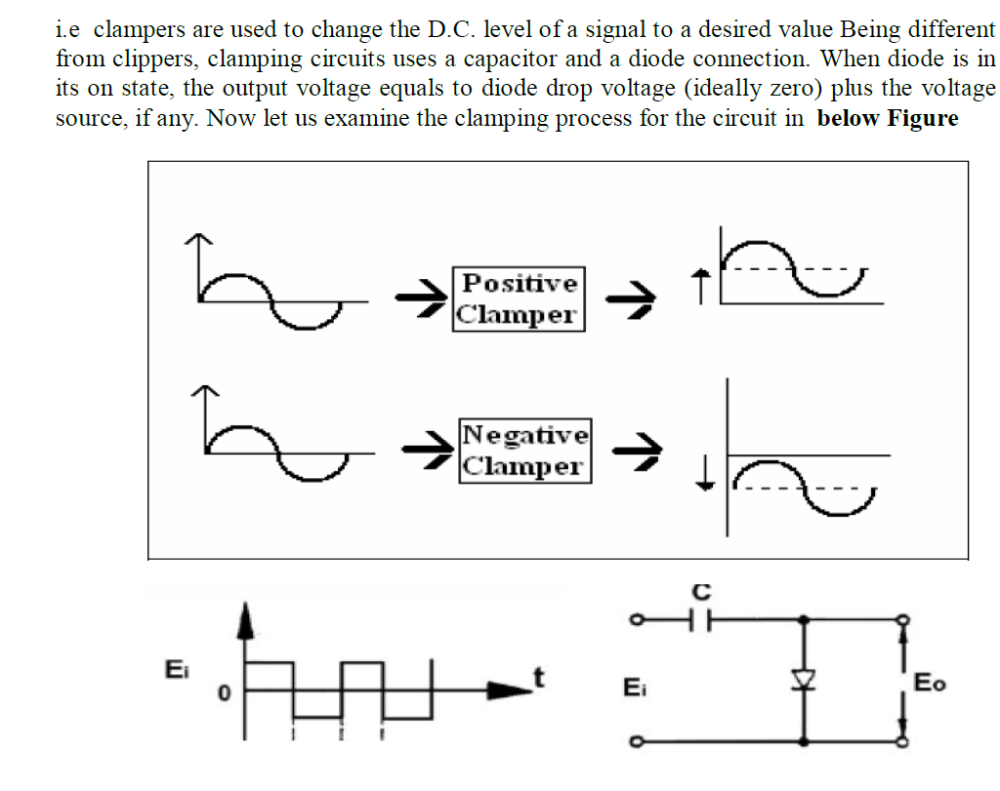 i.e clampers are used to change the D.C. level of a signal to a desired value Being different
from clippers, clamping circuits uses a capacitor and a diode connection. When diode is in
its on state, the output voltage equals to diode drop voltage (ideally zero) plus the voltage
source, if any. Now let us examine the clamping process for the circuit in below Figure
Positive
Clamper
Negative
Clamper
Ei
0
t
C
Ei
Eo